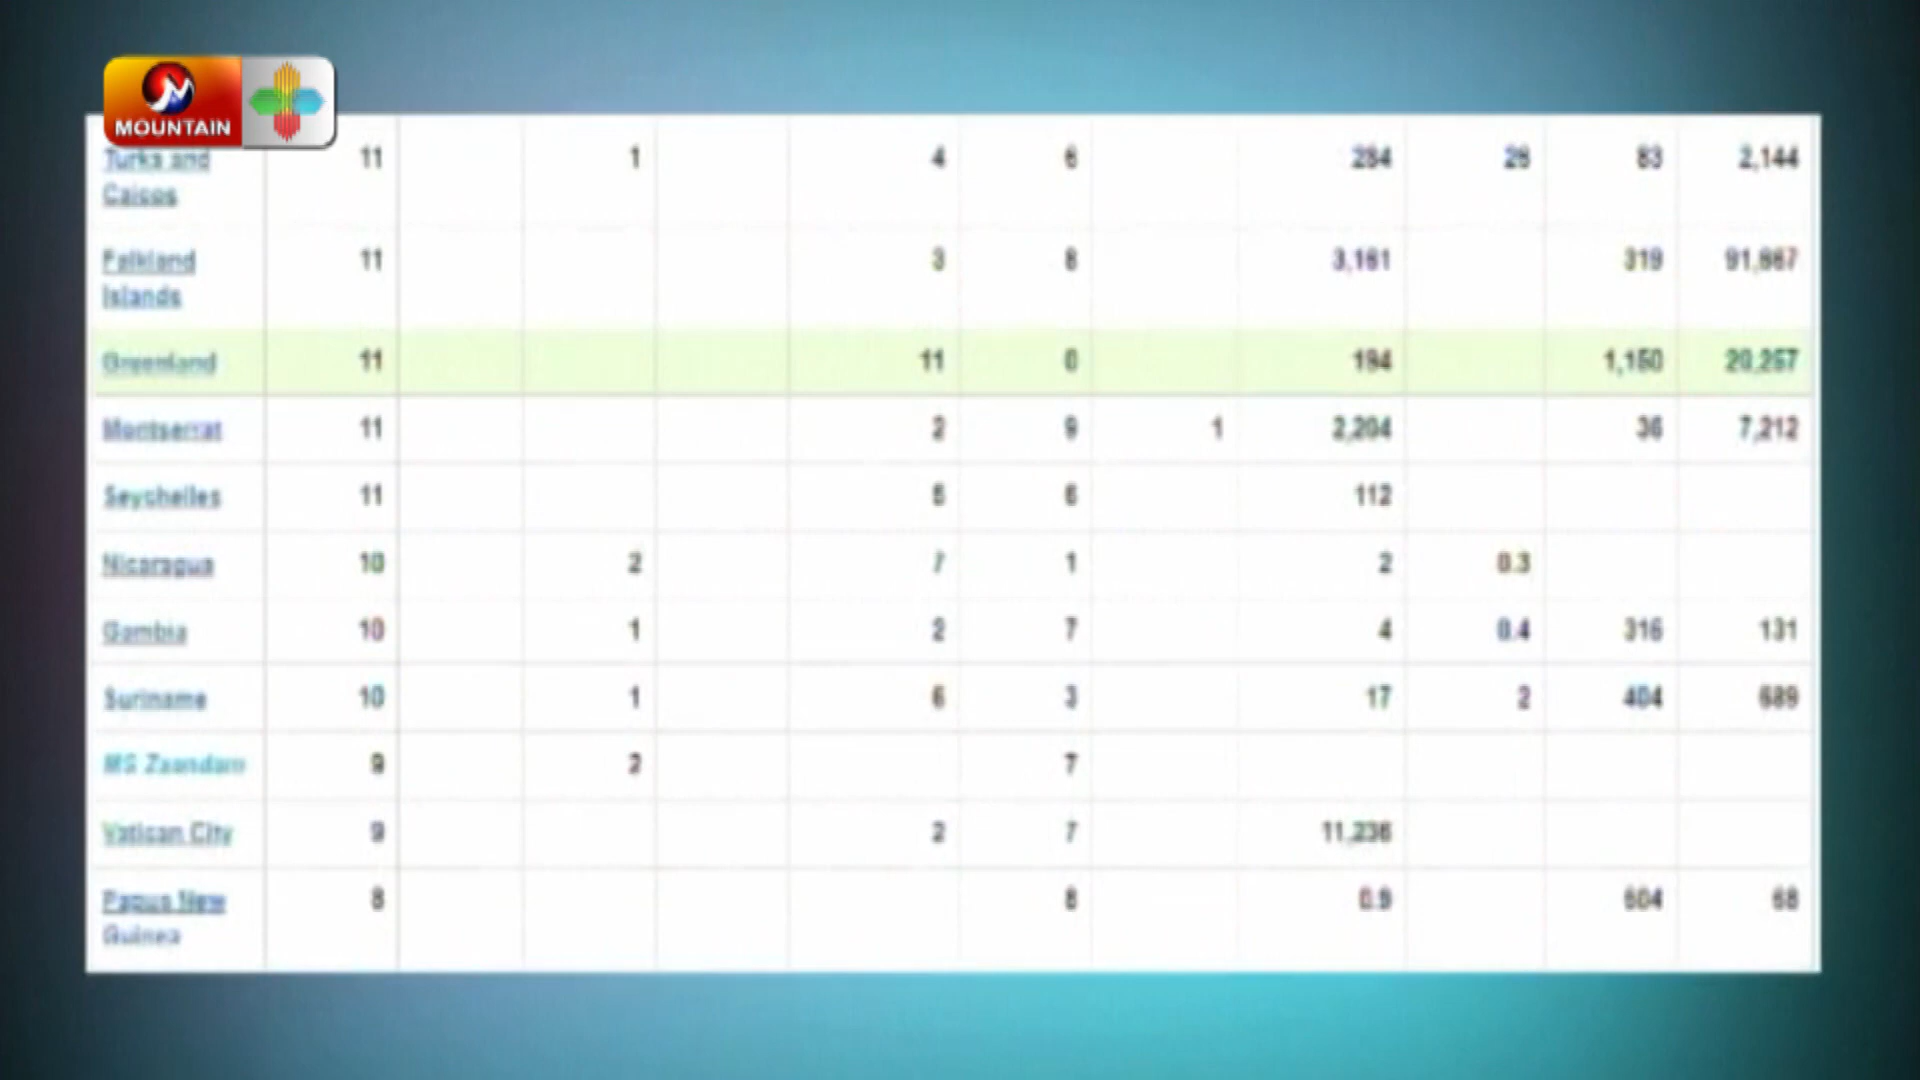 MOUNTAIN
Turks and 11 1 4 6 284 26 83 2,144
Caicos
Falkland 11 3 8 3,161 319 91,667
Islands
Greenland 11 11 0 194 1,150 20,257
Montserrat 11 2 9 1 2,204 36 7,212
Seychelles 11 5 6 112
Nicaragua 10 2 7 1 2 0.3
Gambia 10 1 2 7 4 0.4 316 131
Suriname 10 1 6 3 17 2 404 689
MS Zaandam 9 2 7
Vatican City 9 2 7 11,236
Papua New 8 8 0.9 604 68
Guinea